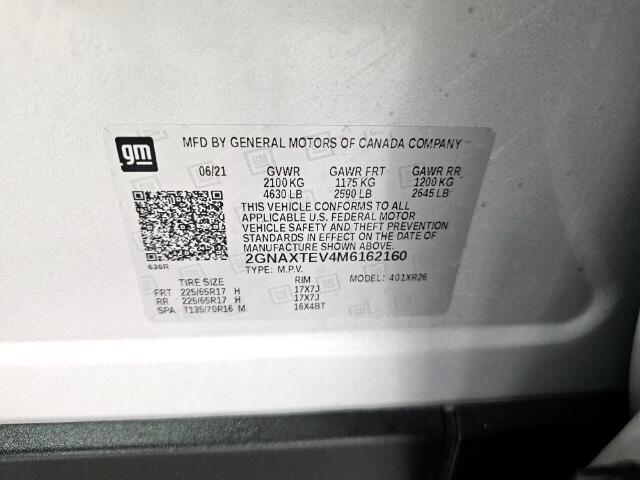 gm
MFD BY GENERAL MOTORS OF CANADA COMPANY
06/21 GVWR GAWR FRT GAWR RR
2100 KG 1175 KG 1200 KG
4630 LB 2590 LB 2645 LB
THIS VEHICLE CONFORMS TO ALL
APPLICABLE U.S. FEDERAL MOTOR
VEHICLE SAFETY AND THEFT PREVENTION
STANDARDS IN EFFECT ON THE DATE OF
MANUFACTURE SHOWN ABOVE.
636R 2GNAXTEV4M6162160
TYPE: M.P.V. MODEL: 401XR26
TIRE SIZE RIM
FRT 225/65R17 H 17X7J
RR 225/65R17 H 17X7J
SPA T135/70R16 M 16X4BT